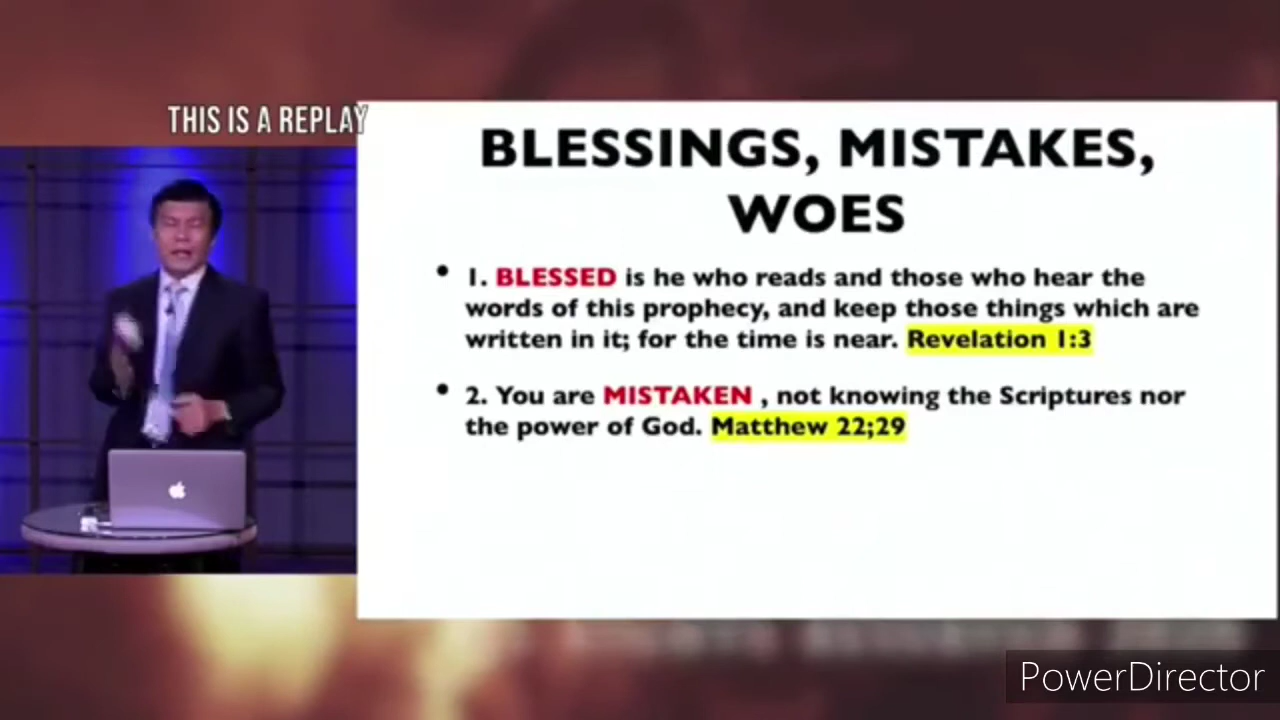 THIS IS A REPLAY
BLESSINGS, MISTAKES,
WOES
• 1. BLESSED is he who reads and those who hear the
words of this prophecy, and keep those things which are
written in it; for the time is near. Revelation 1:3
• 2. You are MISTAKEN , not knowing the Scriptures nor
the power of God. Matthew 22;29
PowerDirector